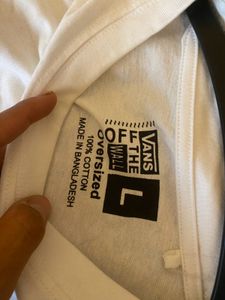 VANS
OFF
THE
WALL
L
oversized
100% COTTON
MADE IN BANGLADESH